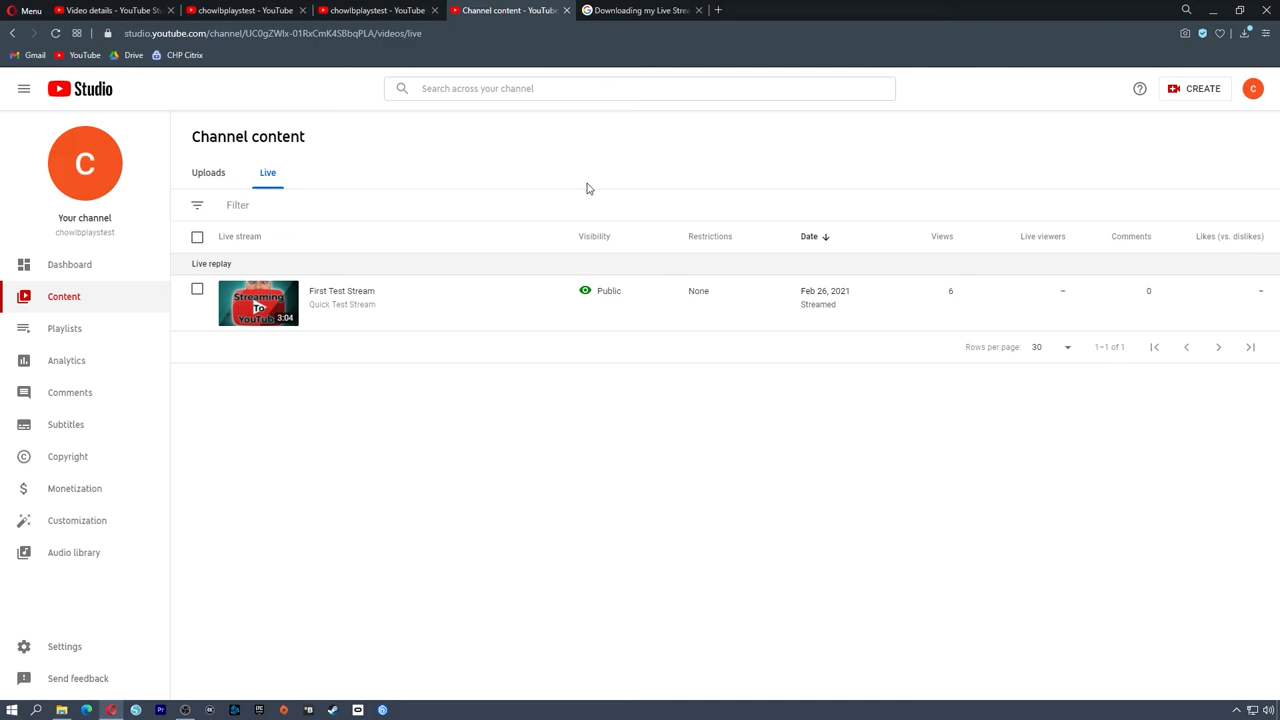 Menu
Video details - YouTube St
chowlbplaystest - YouTube
chowlbplaystest - YouTube
Channel content - YouTube
Downloading my Live Strea
studio.youtube.com/channel/UC0gZWlx-01RxCmK4SBbqPLA/videos/live
Gmail
YouTube
Drive
CHP Citrix
Studio
Search across your channel
CREATE
C
C
Your channel
chowlbplaystest
Dashboard
Content
Playlists
Analytics
Comments
Subtitles
Copyright
Monetization
Customization
Audio library
Settings
Send feedback
Channel content
Uploads
Live
Filter
Live stream
Visibility
Restrictions
Date
Views
Live viewers
Comments
Likes (vs. dislikes)
Live replay
Streaming
To
YouTube
3:04
First Test Stream
Quick Test Stream
Public
None
Feb 26, 2021
Streamed
6
–
0
–
Rows per page:
30
1–1 of 1